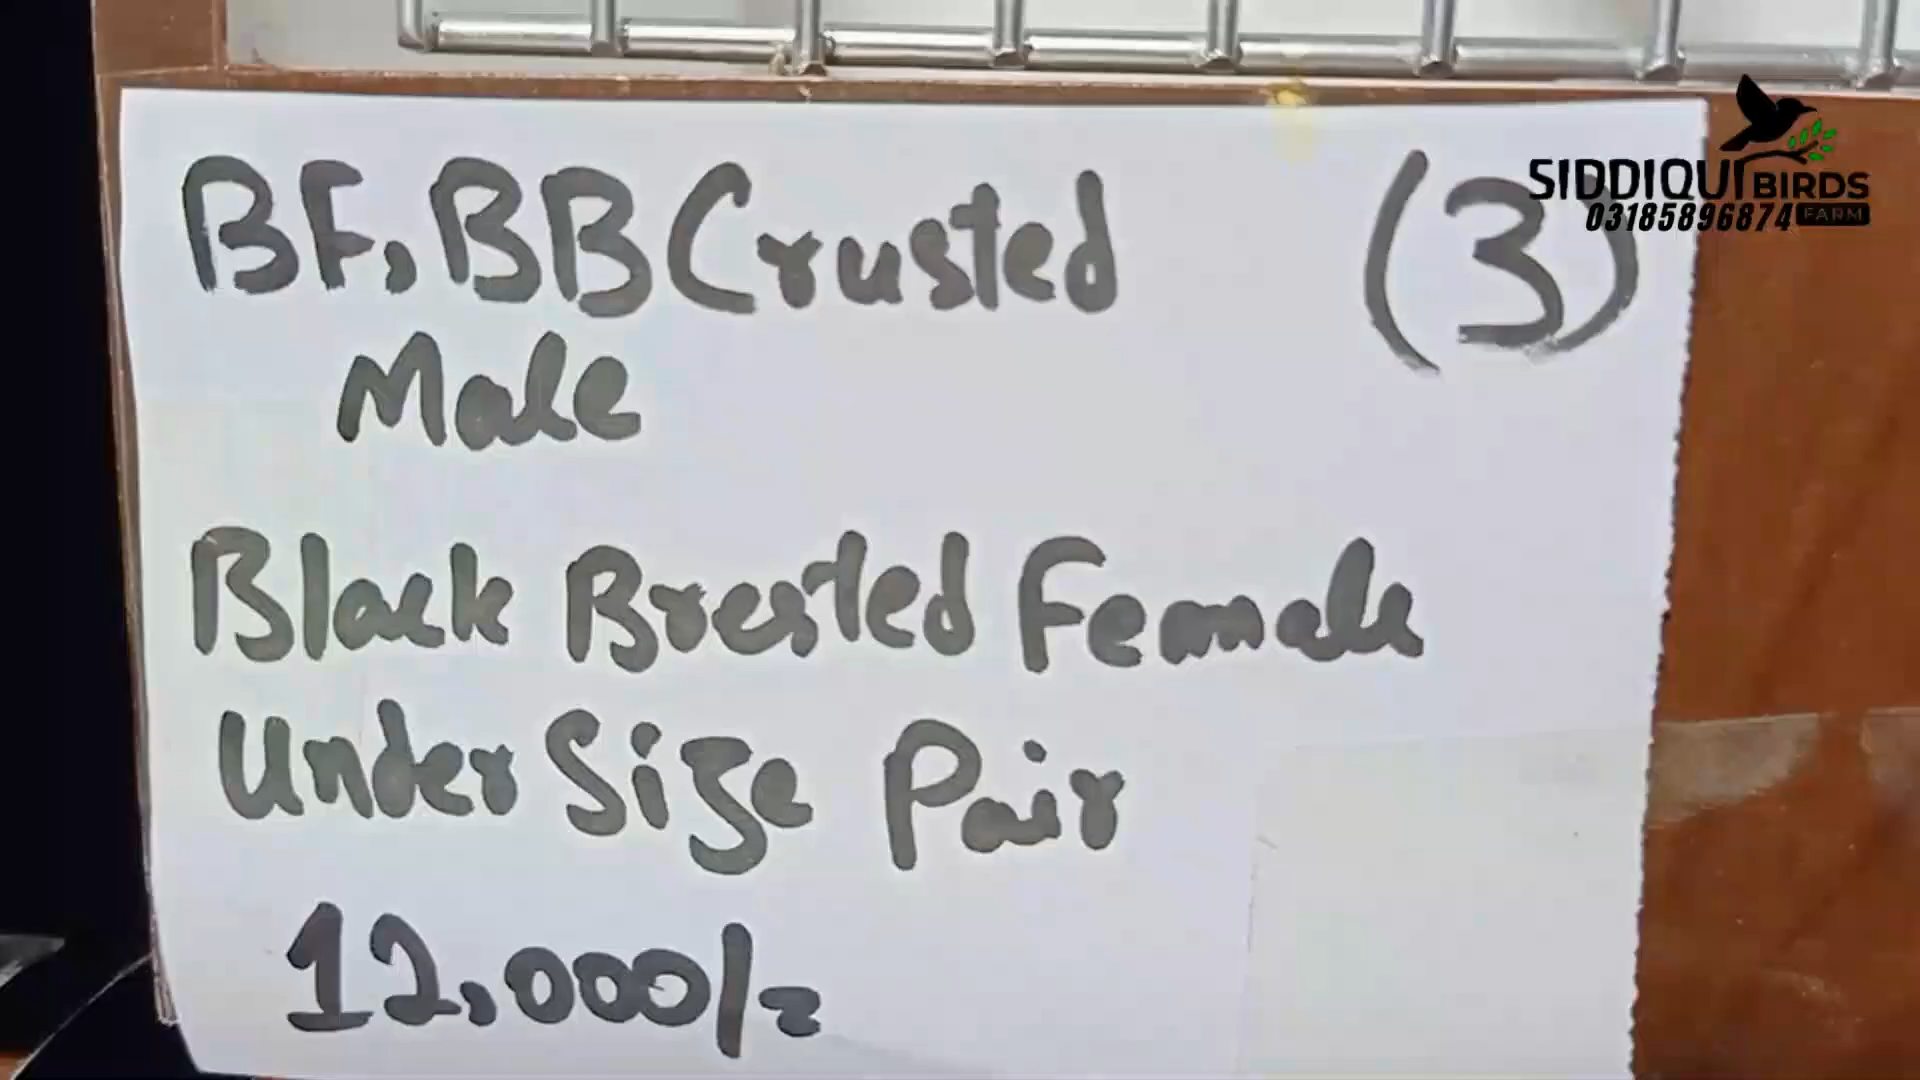 BF, BB Crusted (3)
Male
Black Brested Female
Under Size Pair
12,000/=
SIDDIQUI BIRDS
03185896874 FARM